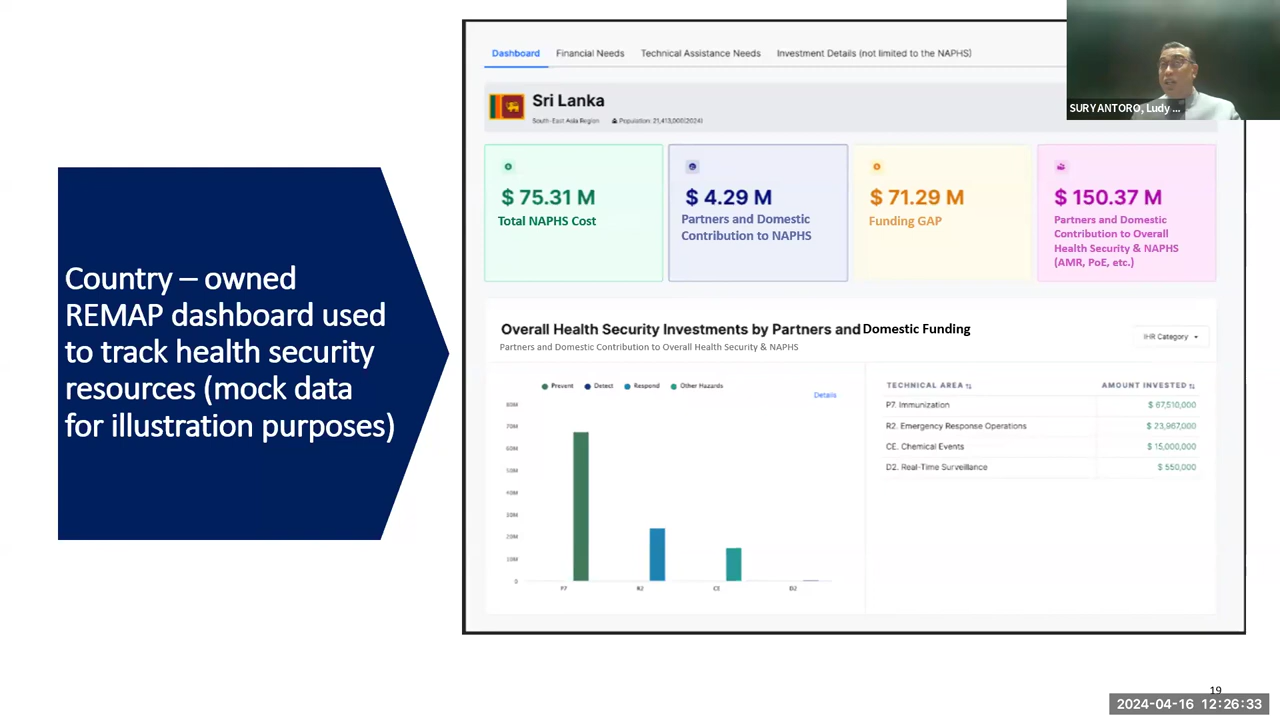 Country – owned
REMAP dashboard used
to track health security
resources (mock data
for illustration purposes)
Dashboard Financial Needs Technical Assistance Needs Investment Details (not limited to the NAPHS)
Sri Lanka
South-East Asia Region Population: 21,413,000(2024)
$ 75.31 M
Total NAPHS Cost
$ 4.29 M
Partners and Domestic
Contribution to NAPHS
$ 71.29 M
Funding GAP
$ 150.37 M
Partners and Domestic
Contribution to Overall
Health Security & NAPHS
(AMR, PoE, etc.)
Overall Health Security Investments by Partners and Domestic Funding
Partners and Domestic Contribution to Overall Health Security & NAPHS
IHR Category
Prevent Detect Respond Other Hazards
Details
80M
70M
60M
50M
40M
30M
20M
10M
0
P7 R2 CE D2
TECHNICAL AREA AMOUNT INVESTED
P7. Immunization $ 67,510,000
R2. Emergency Response Operations $ 23,967,000
CE. Chemical Events $ 15,000,000
D2. Real-Time Surveillance $ 550,000
SURYANTORO, Ludy ...
19
2024-04-16 12:26:33